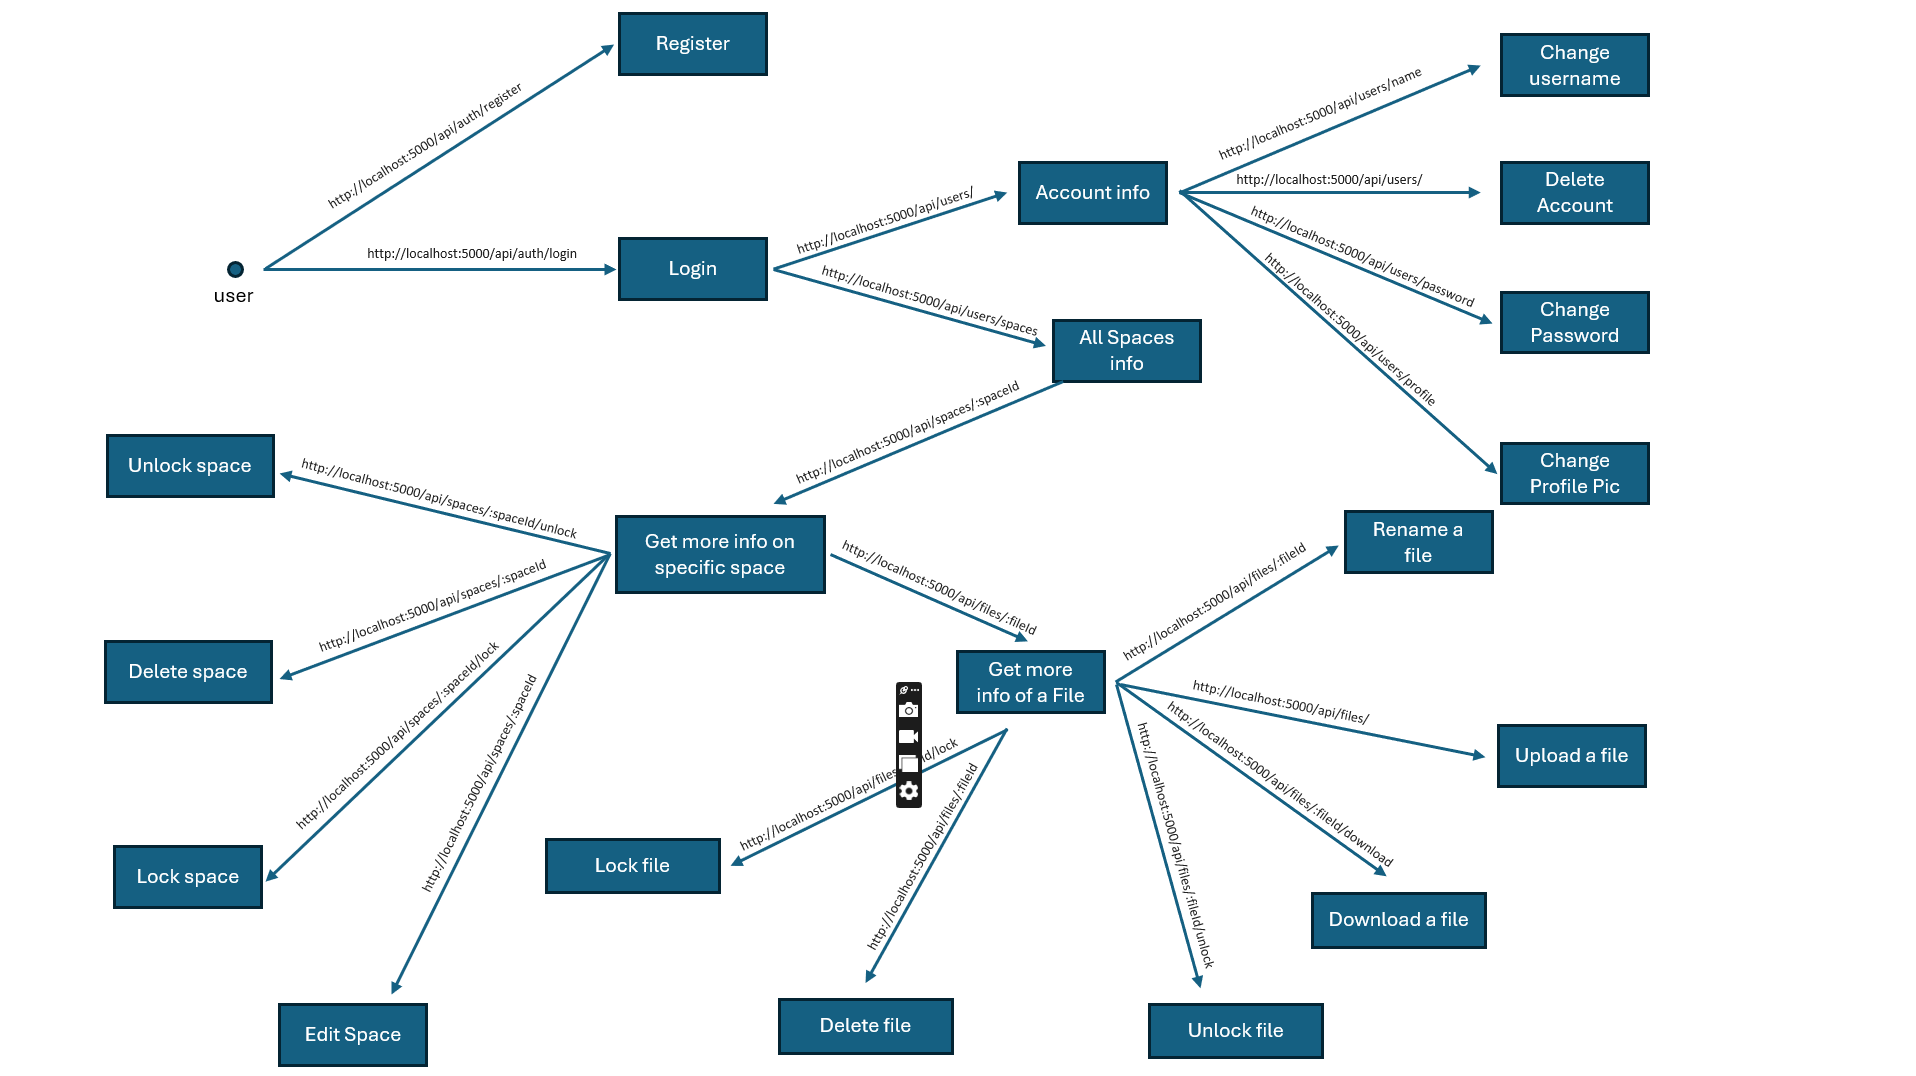 Register
http://localhost:5000/api/auth/register
http://localhost:5000/api/auth/login
user
Login
http://localhost:5000/api/users/
http://localhost:5000/api/users/spaces
Account info
http://localhost:5000/api/users/name
http://localhost:5000/api/users/
http://localhost:5000/api/users/password
http://localhost:5000/api/users/profile
Change
username
Delete
Account
Change
Password
Change
Profile Pic
All Spaces
info
http://localhost:5000/api/spaces/:spaceId
Get more info on
specific space
http://localhost:5000/api/spaces/:spaceId/unlock
Unlock space
http://localhost:5000/api/spaces/:spaceId
Delete space
http://localhost:5000/api/spaces/:spaceId/lock
Lock space
http://localhost:5000/api/spaces/:spaceId
Edit Space
http://localhost:5000/api/files/:fileId
Get more
info of a File
http://localhost:5000/api/files/:fileId
Rename a
file
http://localhost:5000/api/files/
Upload a file
http://localhost:5000/api/files/:fileId/download
Download a file
http://localhost:5000/api/files/:fileId/unlock
Unlock file
http://localhost:5000/api/files/:fileId
Delete file
http://localhost:5000/api/files
/lock
Lock file